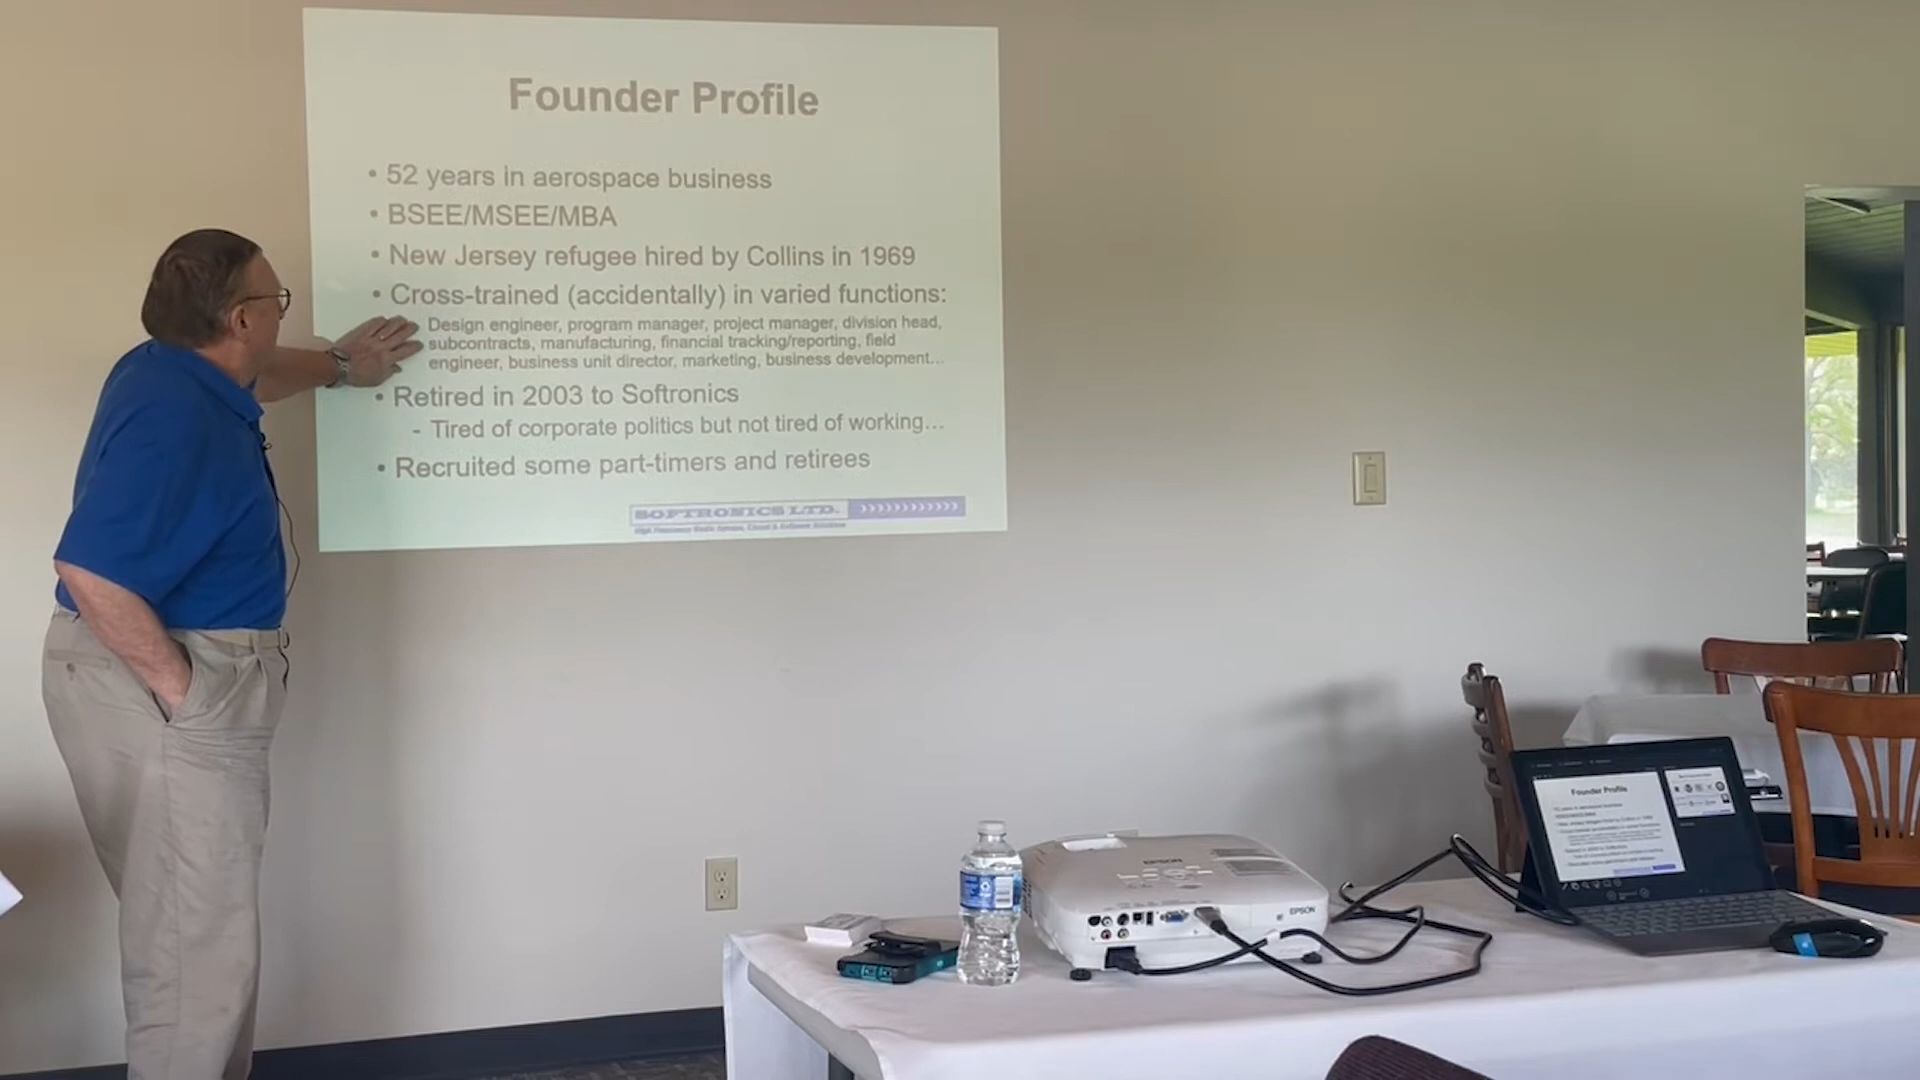 Founder Profile
• 52 years in aerospace business
• BSEE/MSEE/MBA
• New Jersey refugee hired by Collins in 1969
• Cross-trained (accidentally) in varied functions:
Design engineer, program manager, project manager, division head,
subcontracts, manufacturing, financial tracking/reporting, field
engineer, business unit director, marketing, business development...
• Retired in 2003 to Softronics
- Tired of corporate politics but not tired of working...
• Recruited some part-timers and retirees
SOFTRONICS LTD.
EPSON
EPSON
Founder Profile